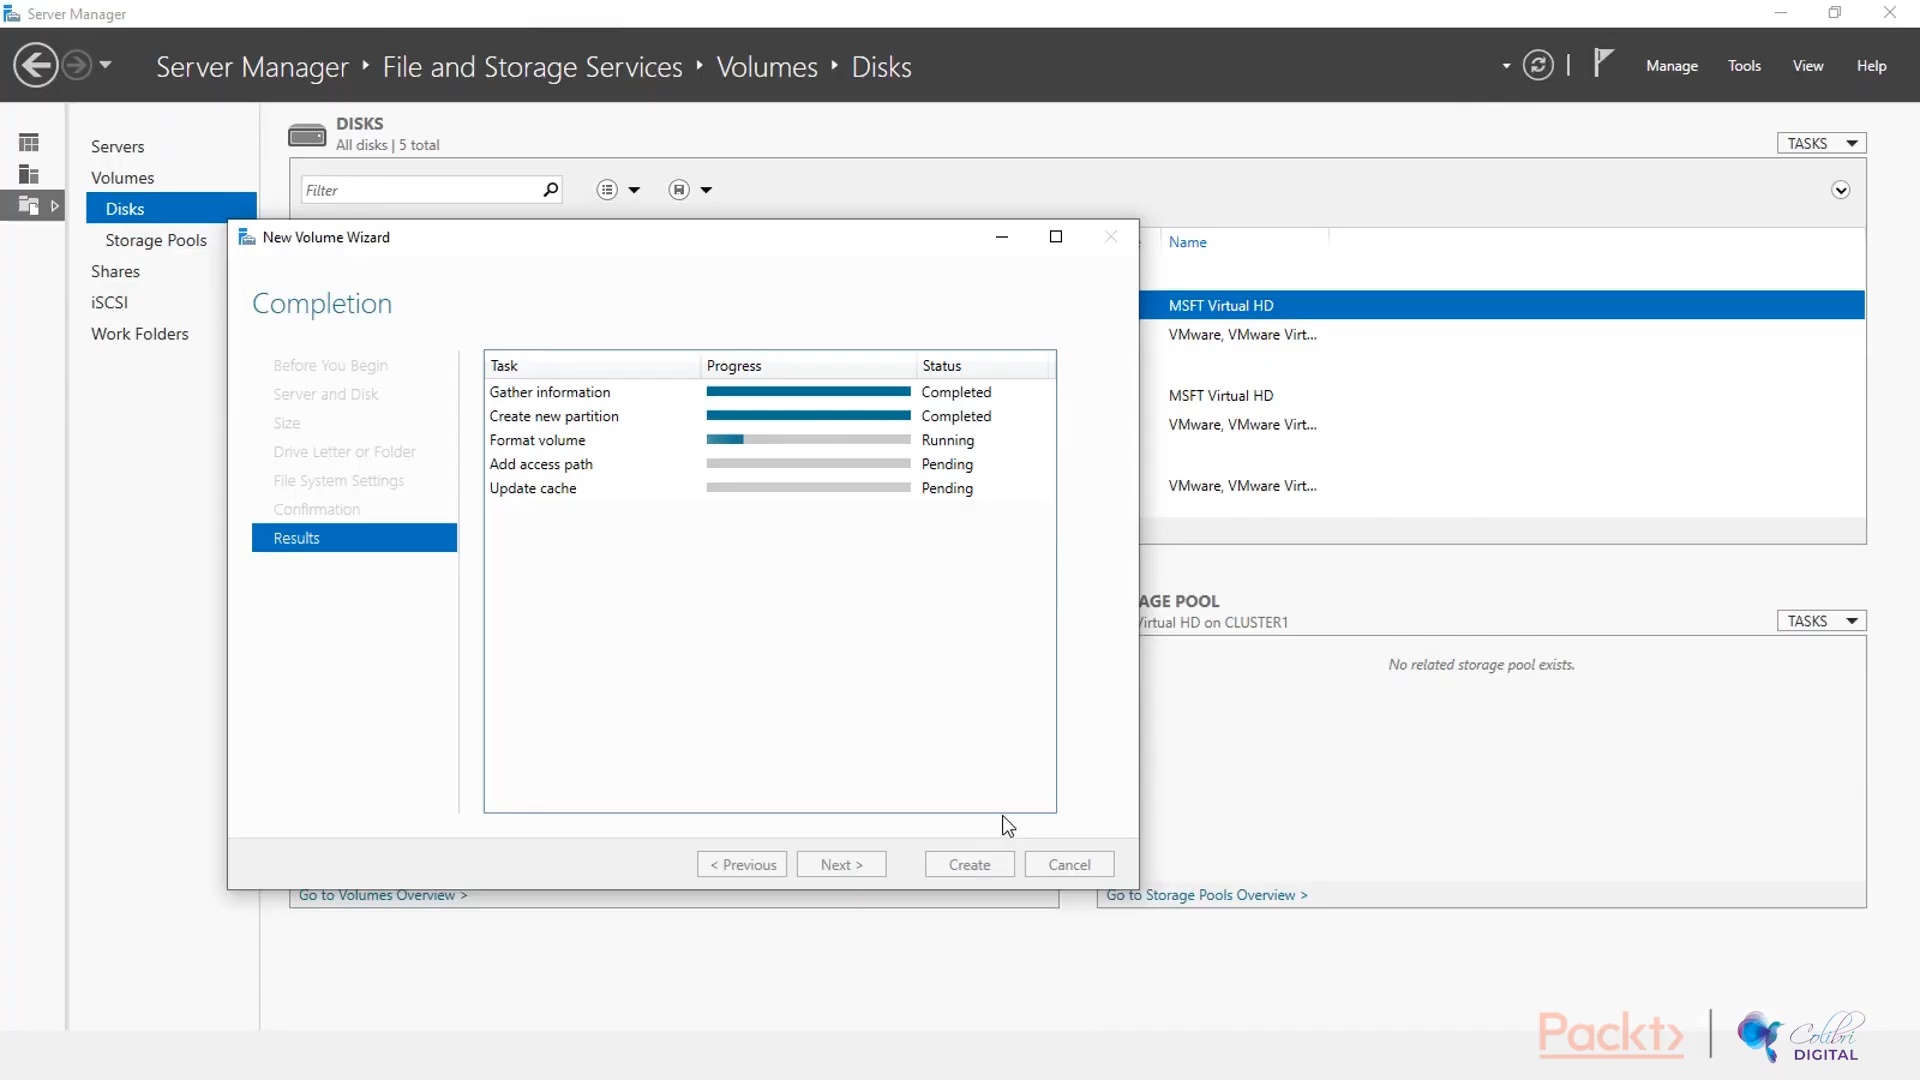 Server Manager
Server Manager ‣ File and Storage Services ‣ Volumes ‣ Disks
Manage Tools View Help
Servers
Volumes
Disks
Storage Pools
Shares
iSCSI
Work Folders
DISKS
All disks | 5 total
TASKS
Filter
Name
MSFT Virtual HD
VMware, VMware Virt...
MSFT Virtual HD
VMware, VMware Virt...
VMware, VMware Virt...
New Volume Wizard
Completion
Before You Begin
Server and Disk
Size
Drive Letter or Folder
File System Settings
Confirmation
Results
Task Progress Status
Gather information Completed
Create new partition Completed
Format volume Running
Add access path Pending
Update cache Pending
< Previous Next > Create Cancel
AGE POOL
Virtual HD on CLUSTER1
TASKS
No related storage pool exists.
Go to Volumes Overview >
Go to Storage Pools Overview >
Packt>
Colibri
DIGITAL